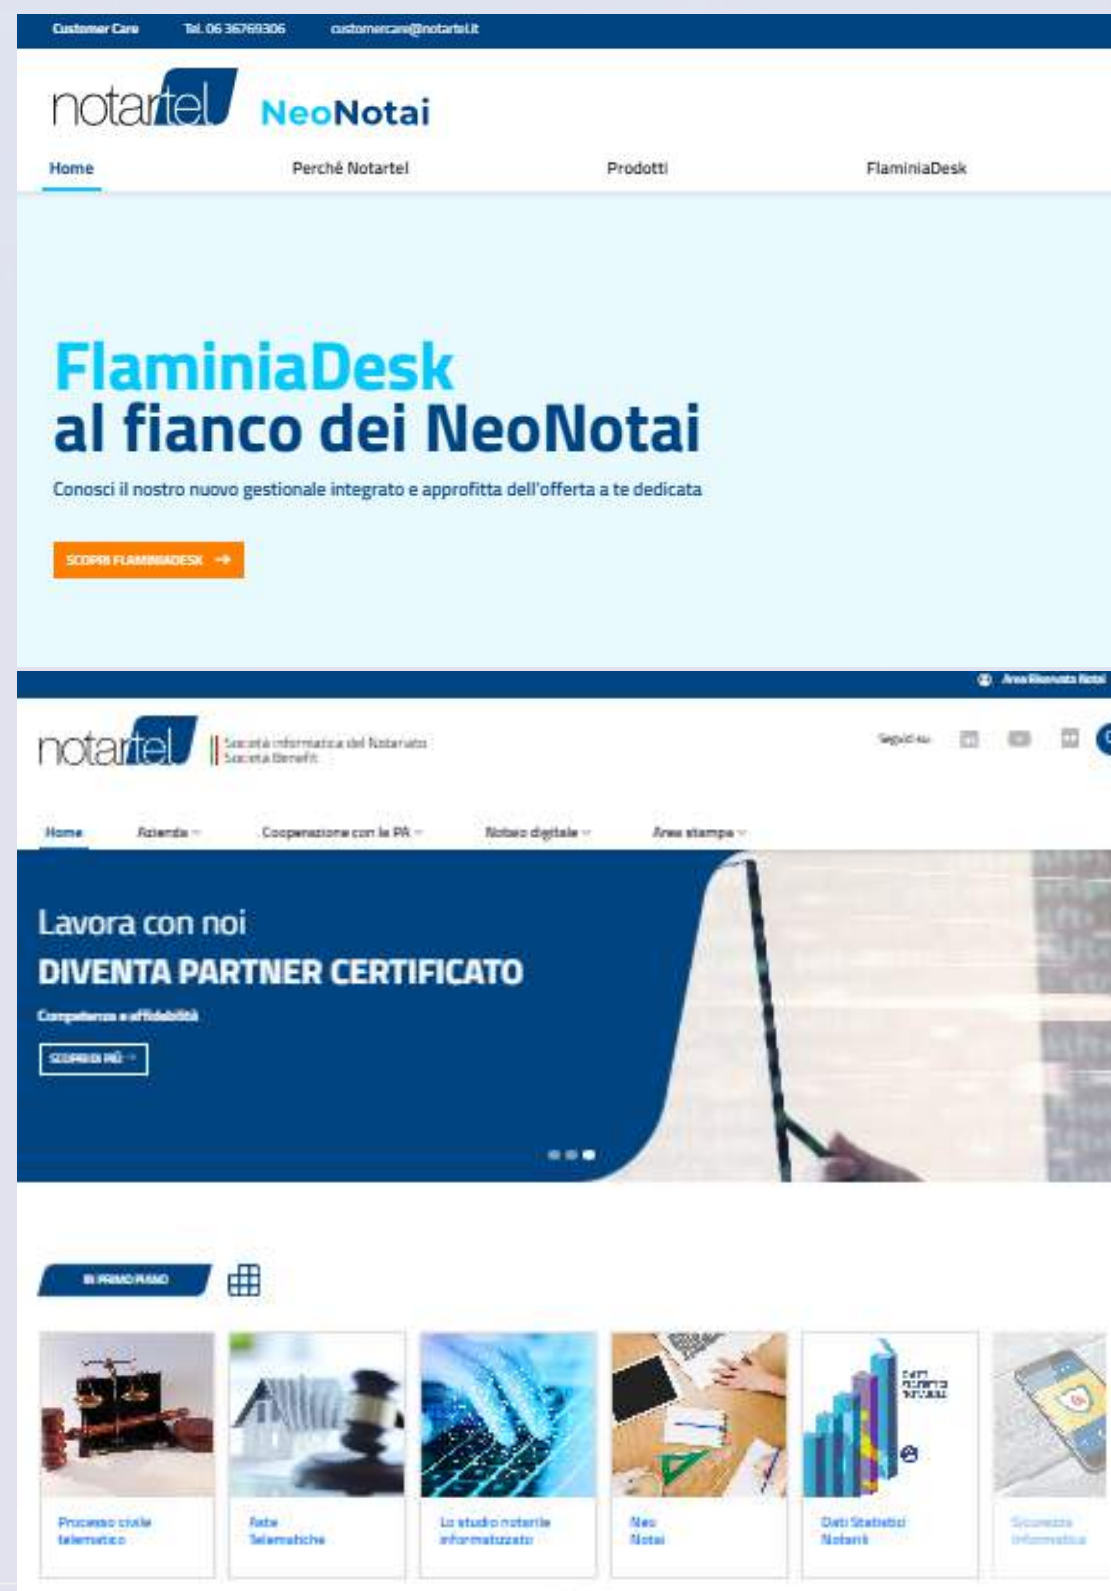 Customer Care Tel. 06 36769306 customercare@notartel.it
notartel NeoNotai
Home Perché Notartel Prodotti FlaminiaDesk
FlaminiaDesk
al fianco dei NeoNotai
Conosci il nostro nuovo gestionale integrato e approfitta dell'offerta a te dedicata
SCOPRI FLAMINIADESK →
Area Riservata Notai
notartel Società informatica del Notariato
Società Benefit
Seguici su
Home Azienda Cooperazione con le PA Notaio digitale Area stampa
Lavora con noi
DIVENTA PARTNER CERTIFICATO
Competenza e affidabilità
SCOPRI DI PIÙ →
IN PRIMO PIANO
DATI
STATISTICI
NOTARILI
Processo civile
telematico
Aste
Telematiche
Lo studio notarile
informatizzato
Neo
Notai
Dati Statistici
Notarili
Sicurezza
Informatica